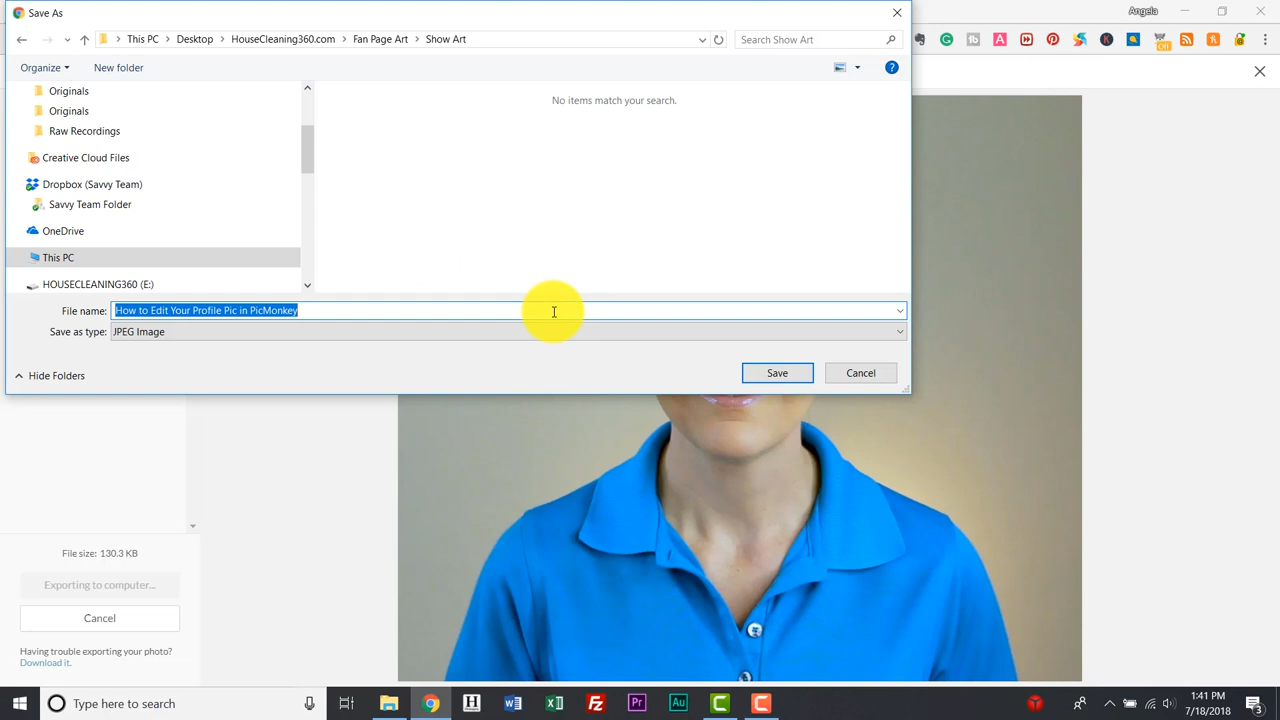 Save As
Angela
This PC > Desktop > HouseCleaning360.com > Fan Page Art > Show Art
Search Show Art
Off
Organize
New folder
Originals
Originals
Raw Recordings
Creative Cloud Files
Dropbox (Savvy Team)
Savvy Team Folder
OneDrive
This PC
HOUSECLEANING360 (E:)
No items match your search.
File name: How to Edit Your Profile Pic in PicMonkey
Save as type: JPEG Image
Hide Folders
Save
Cancel
File size: 130.3 KB
Exporting to computer...
Cancel
Having trouble exporting your photo?
Download it.
Type here to search
1:41 PM
7/18/2018
3